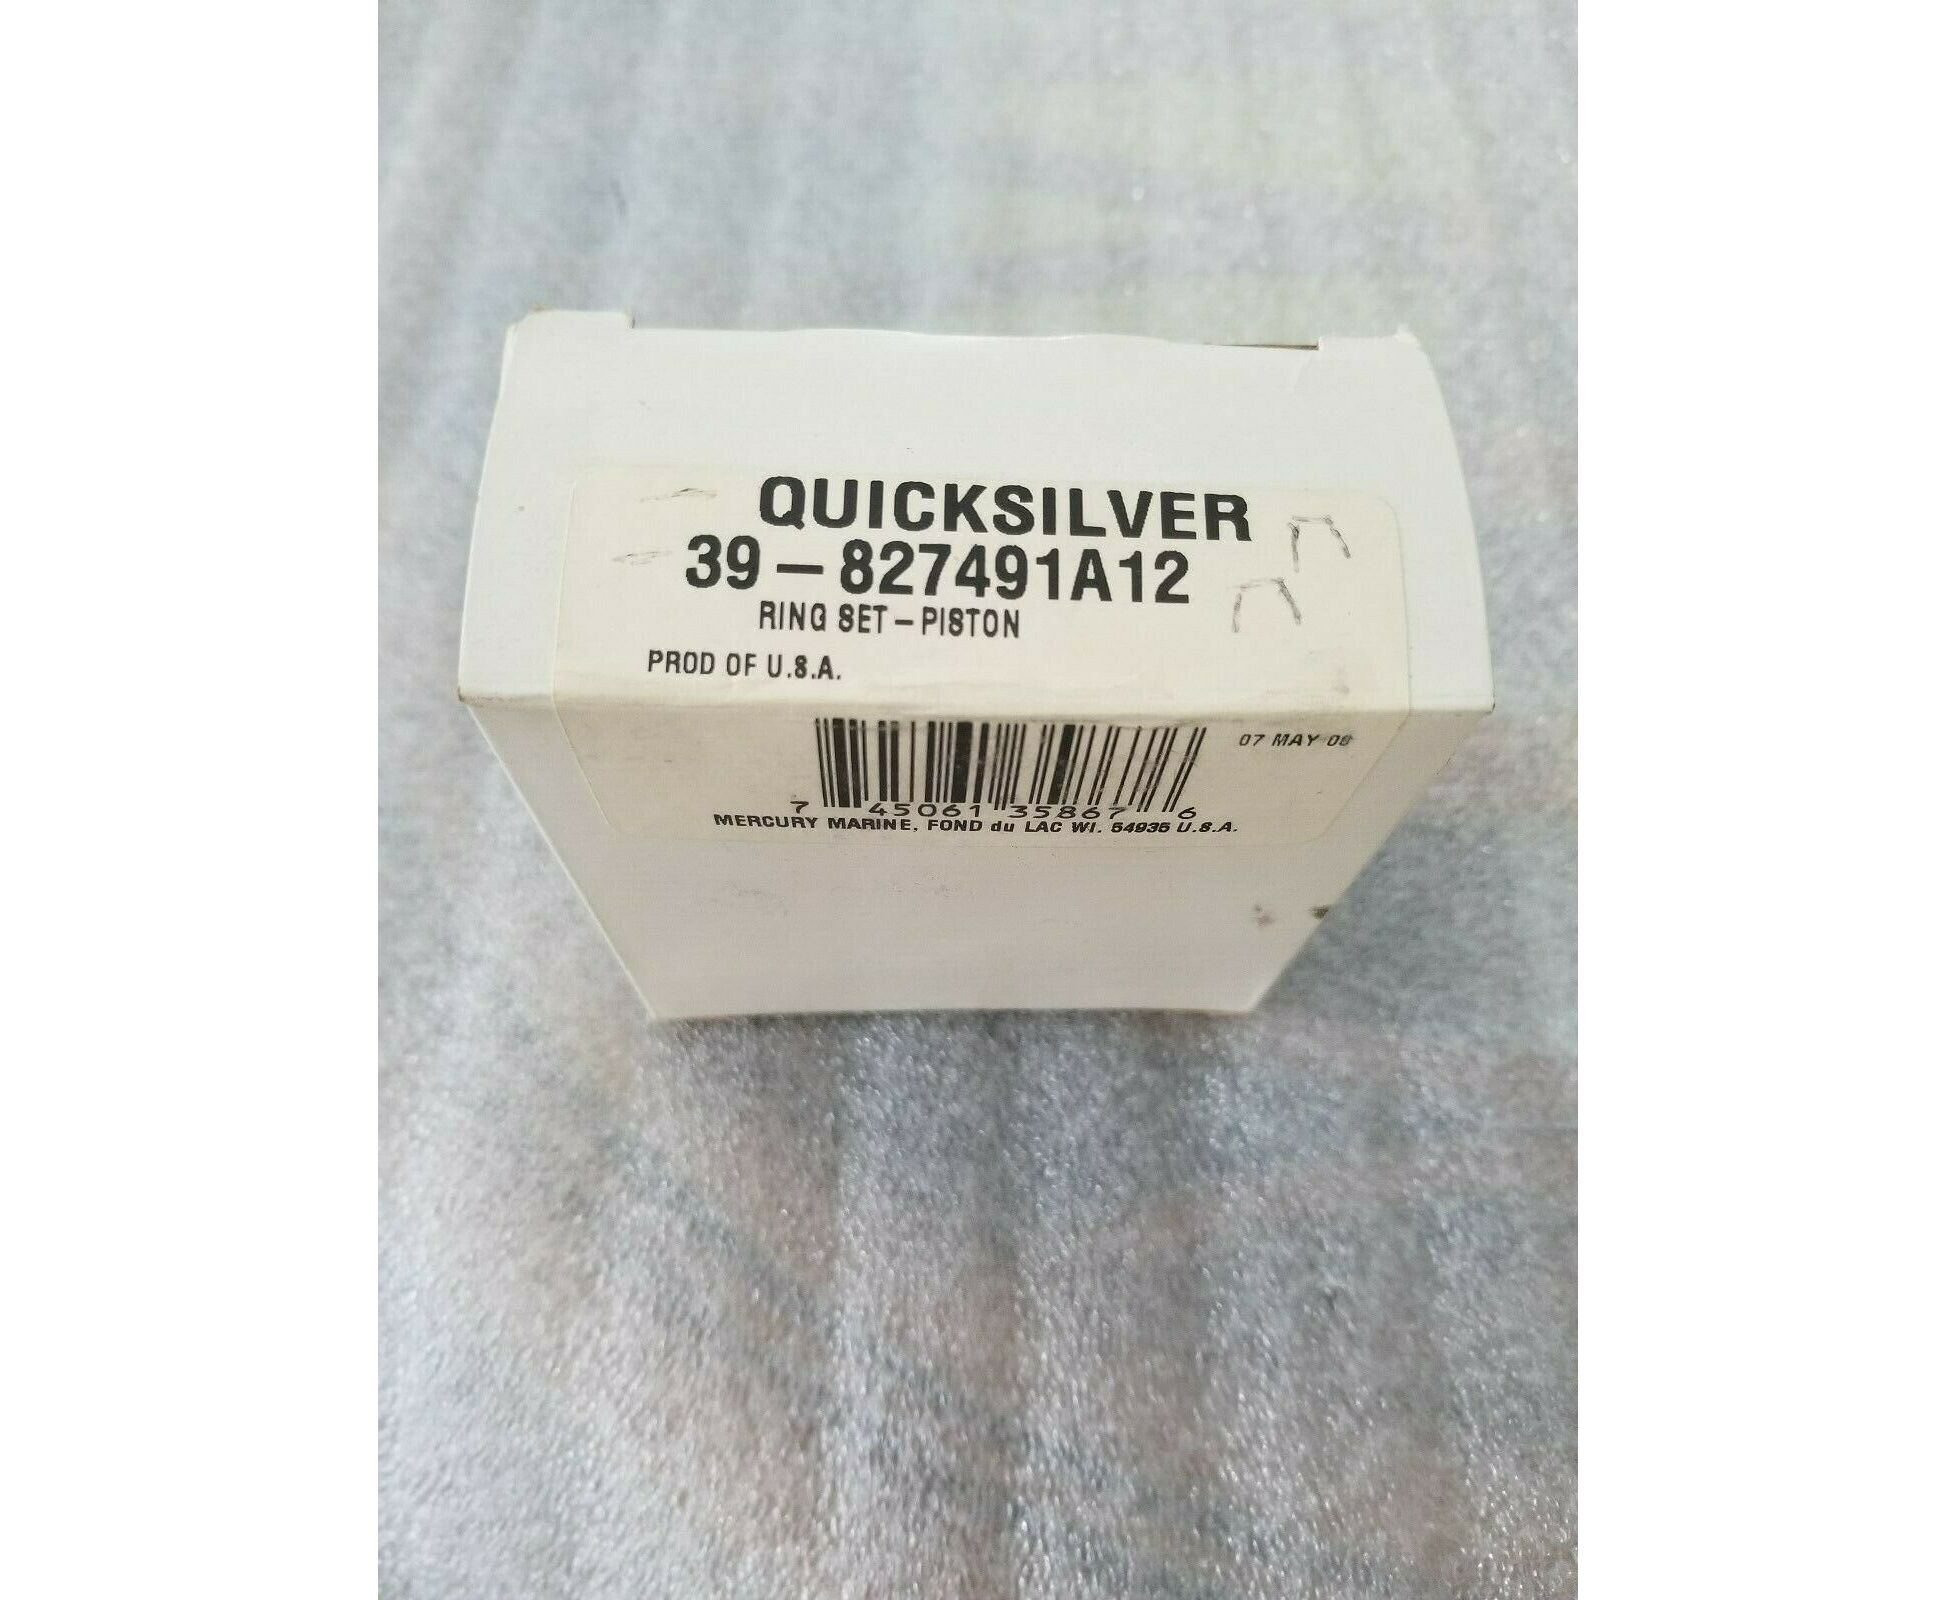 QUICKSILVER
39-827491A12
RING SET-PISTON
PROD OF U.S.A.
07 MAY
7 45061 35867 6
MERCURY MARINE, FOND du LAC WI. 54935 U.S.A.